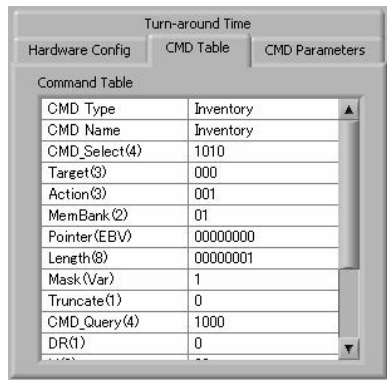 Turn-around Time
Hardware Config CMD Table CMD Parameters
Command Table
CMD Type Inventory
CMD Name Inventory
CMD_Select(4) 1010
Target(3) 000
Action(3) 001
MemBank(2) 01
Pointer(EBV) 00000000
Length(8) 00000001
Mask(Var) 1
Truncate(1) 0
CMD_Query(4) 1000
DR(1) 0